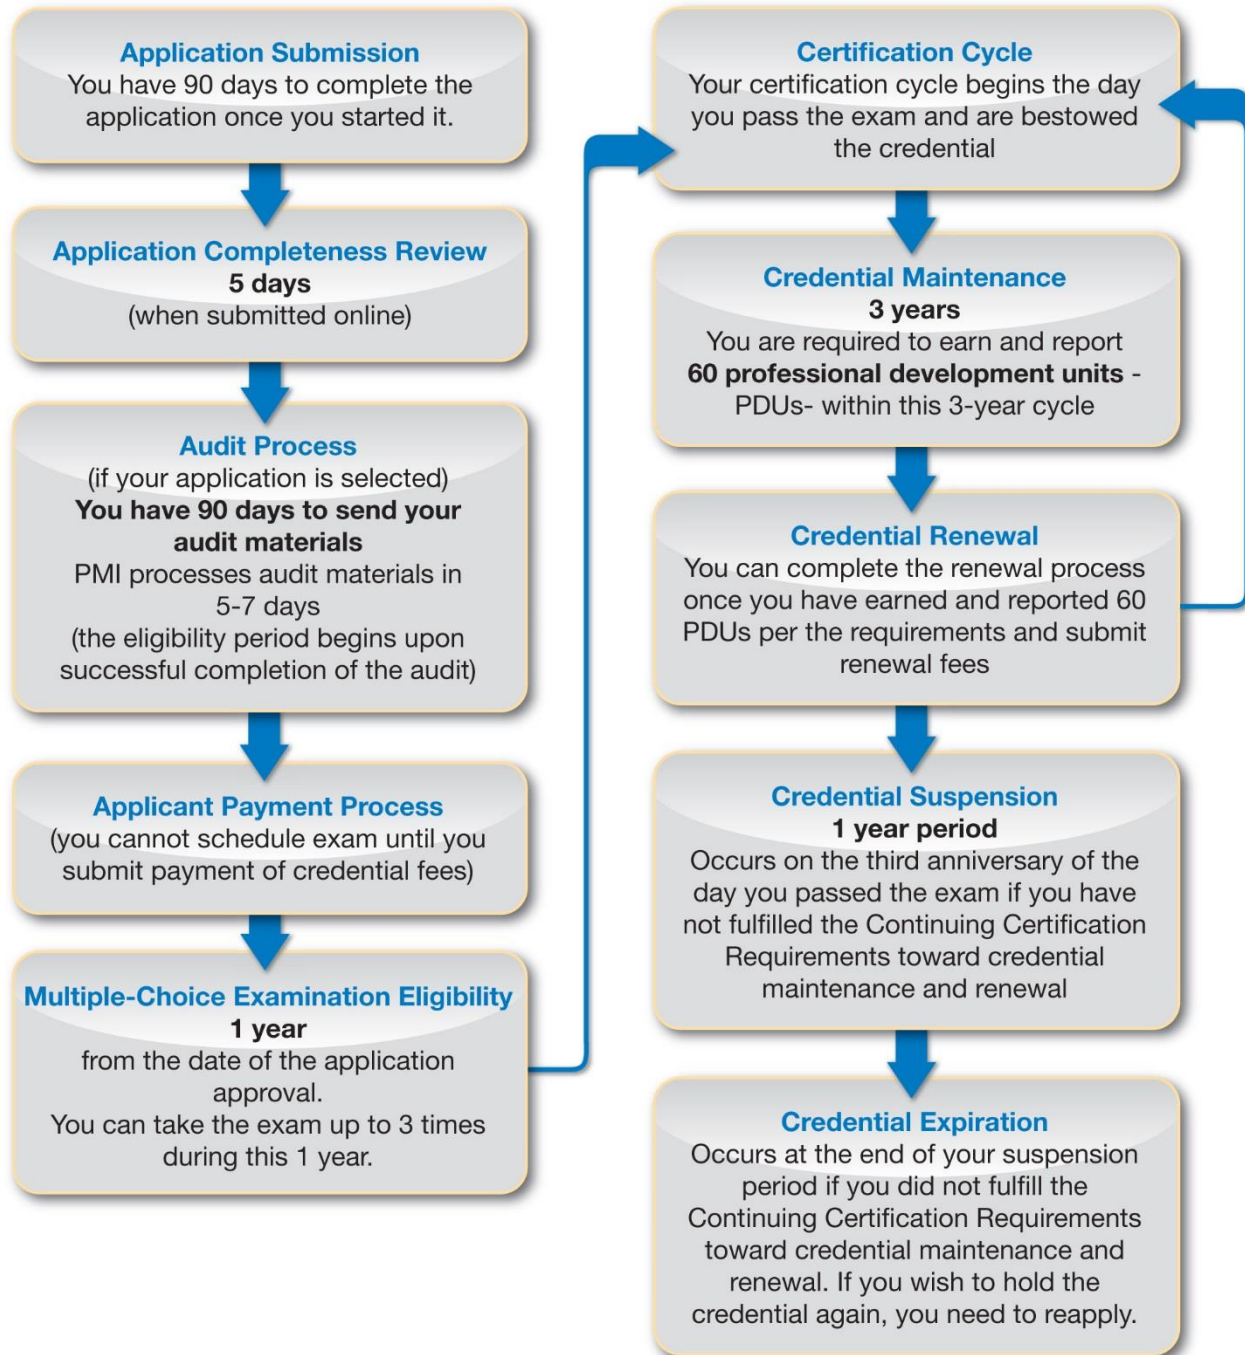 Application Submission
You have 90 days to complete the
application once you started it.
Application Completeness Review
5 days
(when submitted online)
Audit Process
(if your application is selected)
You have 90 days to send your
audit materials
PMI processes audit materials in
5-7 days
(the eligibility period begins upon
successful completion of the audit)
Applicant Payment Process
(you cannot schedule exam until you
submit payment of credential fees)
Multiple-Choice Examination Eligibility
1 year
from the date of the application
approval.
You can take the exam up to 3 times
during this 1 year.
Certification Cycle
Your certification cycle begins the day
you pass the exam and are bestowed
the credential
Credential Maintenance
3 years
You are required to earn and report
60 professional development units -
PDUs- within this 3-year cycle
Credential Renewal
You can complete the renewal process
once you have earned and reported 60
PDUs per the requirements and submit
renewal fees
Credential Suspension
1 year period
Occurs on the third anniversary of the
day you passed the exam if you have
not fulfilled the Continuing Certification
Requirements toward credential
maintenance and renewal
Credential Expiration
Occurs at the end of your suspension
period if you did not fulfill the
Continuing Certification Requirements
toward credential maintenance and
renewal. If you wish to hold the
credential again, you need to reapply.